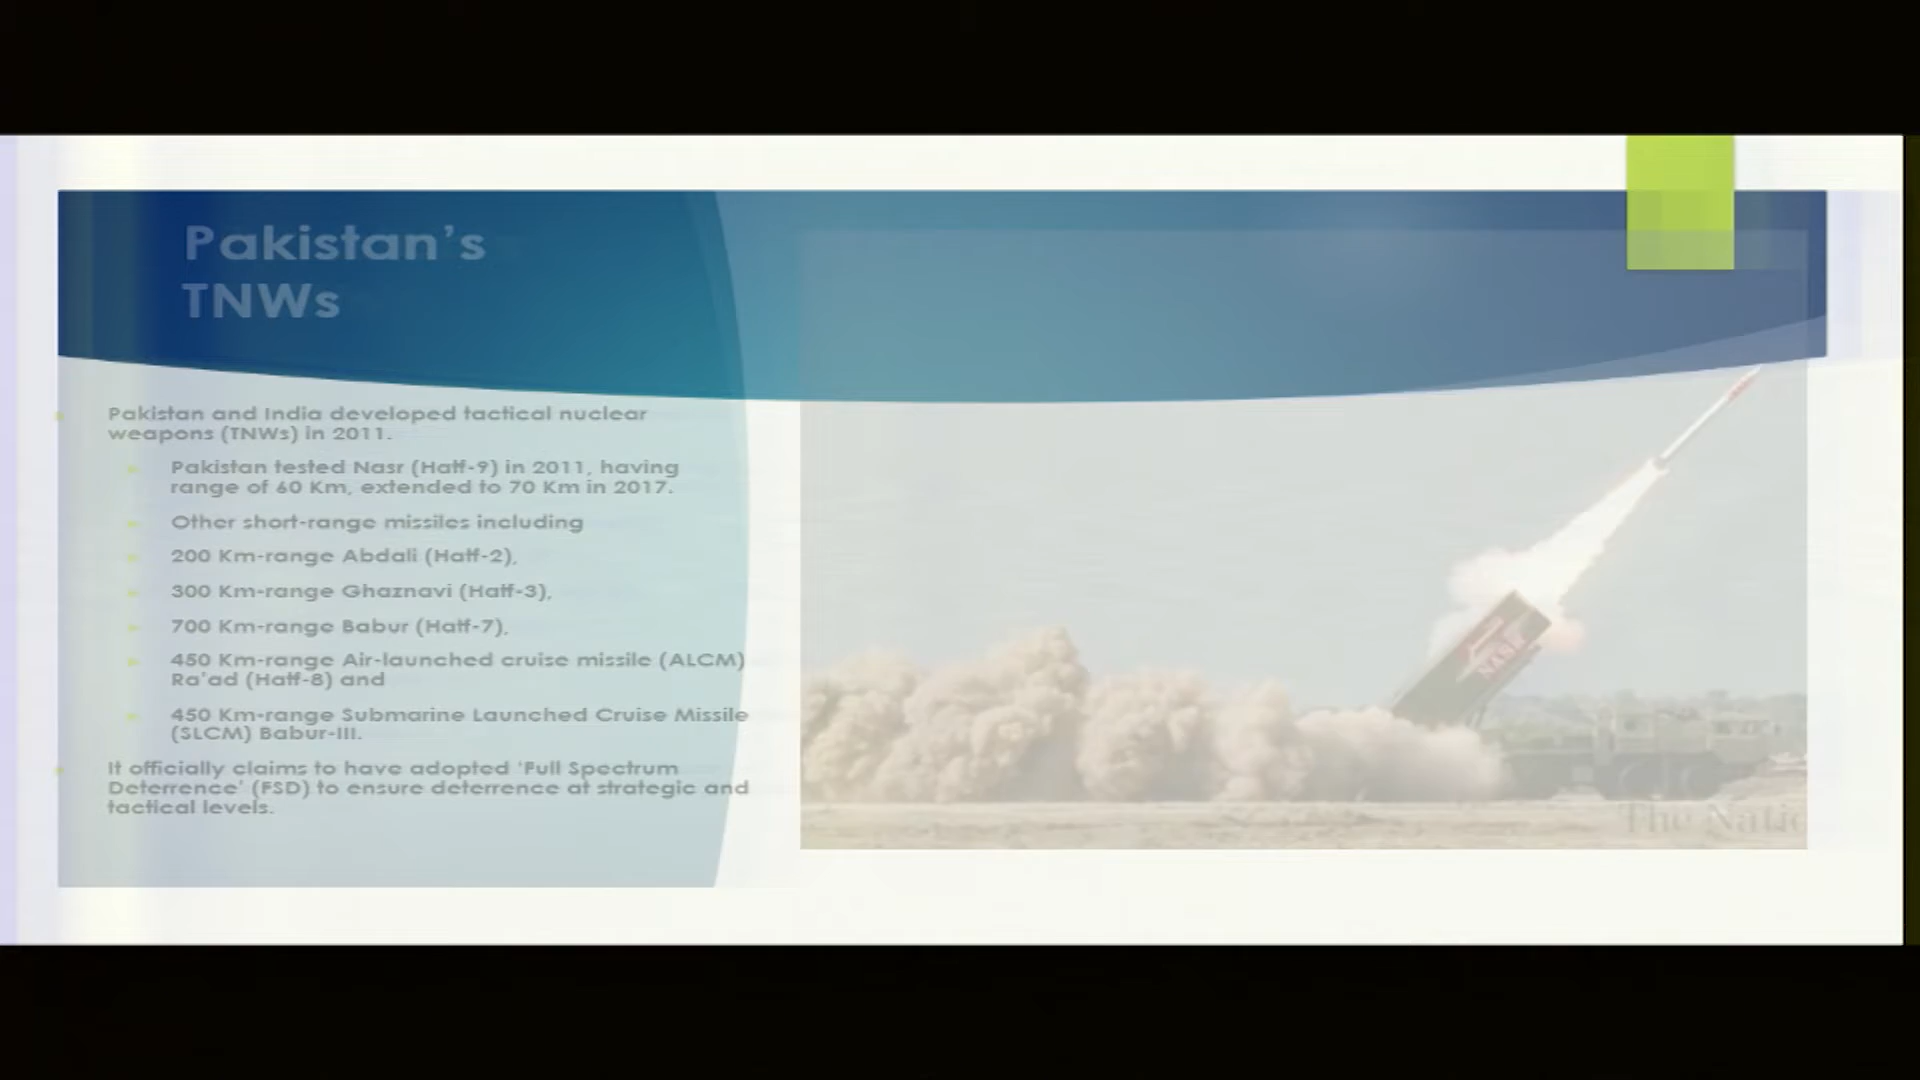 Pakistan's
TNWs
Pakistan and India developed tactical nuclear
weapons (TNWs) in 2011.
Pakistan tested Nasr (Hatf-9) in 2011, having
range of 60 Km, extended to 70 Km in 2017.
Other short-range missiles including
200 Km-range Abdali (Hatf-2),
300 Km-range Ghaznavi (Hatf-3),
700 Km-range Babur (Hatf-7),
450 Km-range Air-launched cruise missile (ALCM)
Ra'ad (Hatf-8) and
450 Km-range Submarine Launched Cruise Missile
(SLCM) Babur-III.
It officially claims to have adopted 'Full Spectrum
Deterrence' (FSD) to ensure deterrence at strategic and
tactical levels.
NASR
The Natio